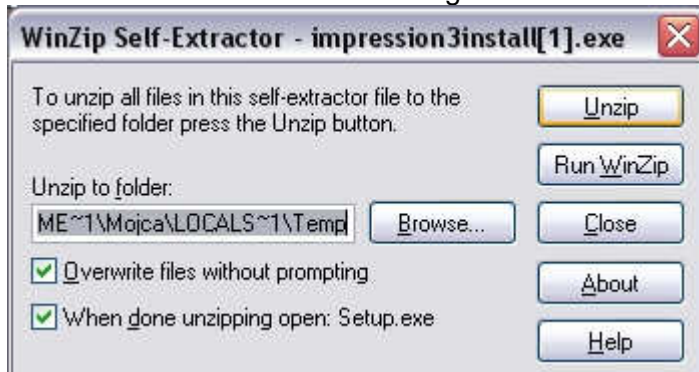 WinZip Self-Extractor - impression3install[1].exe
To unzip all files in this self-extractor file to the
specified folder press the Unzip button.
Unzip to folder:
ME~1\Mojca\LOCALS~1\Temp
Browse...
Overwrite files without prompting
When done unzipping open: Setup.exe
Unzip
Run WinZip
Close
About
Help